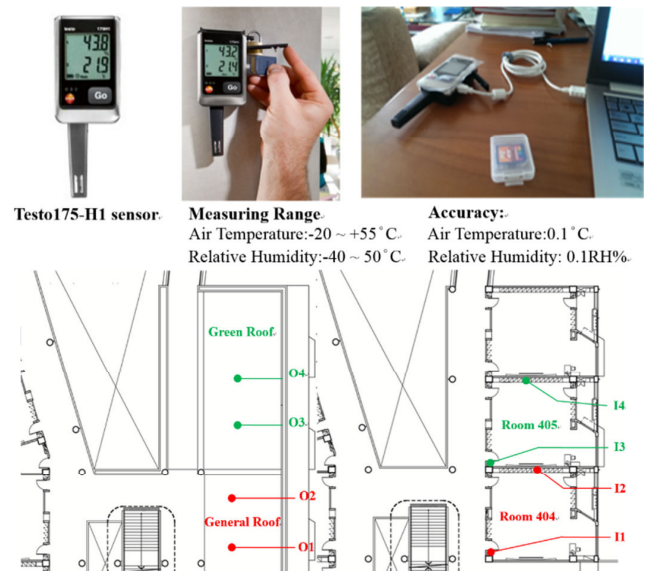 testo
175H1
43.8
21.9
Go
43.2
21.4
Go
Testo175-H1 sensor
Measuring Range
Air Temperature:-20 ~ +55°C
Relative Humidity:-40 ~ 50°C
Accuracy:
Air Temperature:0.1°C
Relative Humidity: 0.1RH%
Green Roof
O4
O3
O2
General Roof
O1
I4
Room 405
I3
I2
Room 404
I1